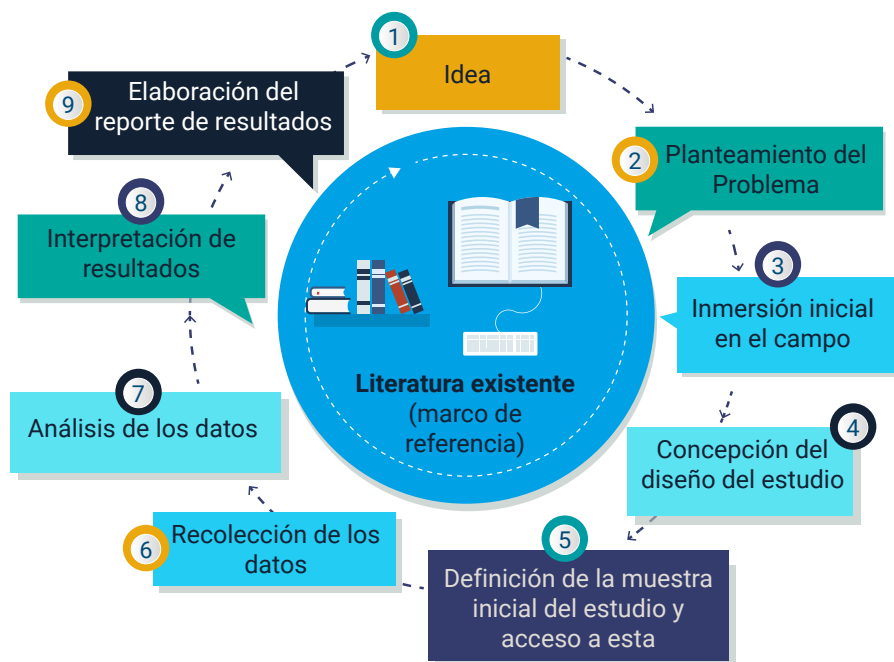 1
Idea
2
Planteamiento del
Problema
3
Inmersión inicial
en el campo
4
Concepción del
diseño del estudio
5
Definición de la muestra
inicial del estudio y
acceso a esta
6
Recolección de los
datos
7
Análisis de los datos
8
Interpretación de
resultados
9
Elaboración del
reporte de resultados
Literatura existente
(marco de
referencia)